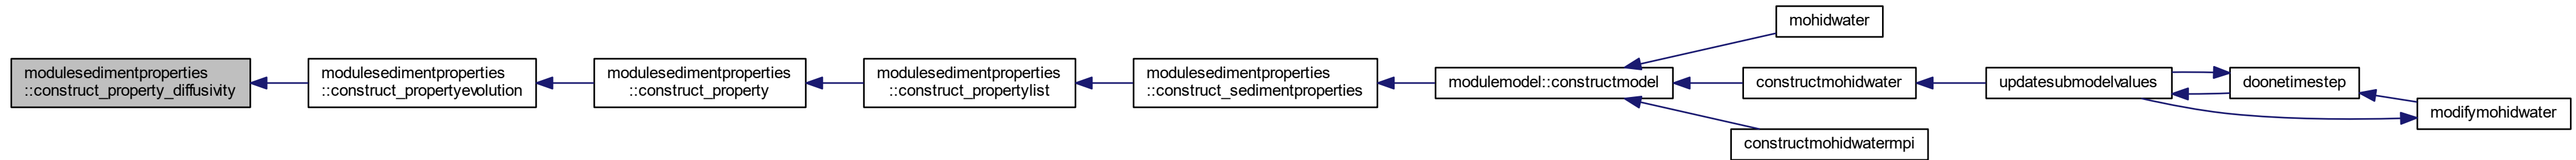 modulesedimentproperties
::construct_property_diffusivity
modulesedimentproperties
::construct_propertyevolution
modulesedimentproperties
::construct_property
modulesedimentproperties
::construct_propertylist
modulesedimentproperties
::construct_sedimentproperties
modulemodel::constructmodel
mohidwater
constructmohidwater
constructmohidwatermpi
updatesubmodelvalues
doonetimestep
modifymohidwater